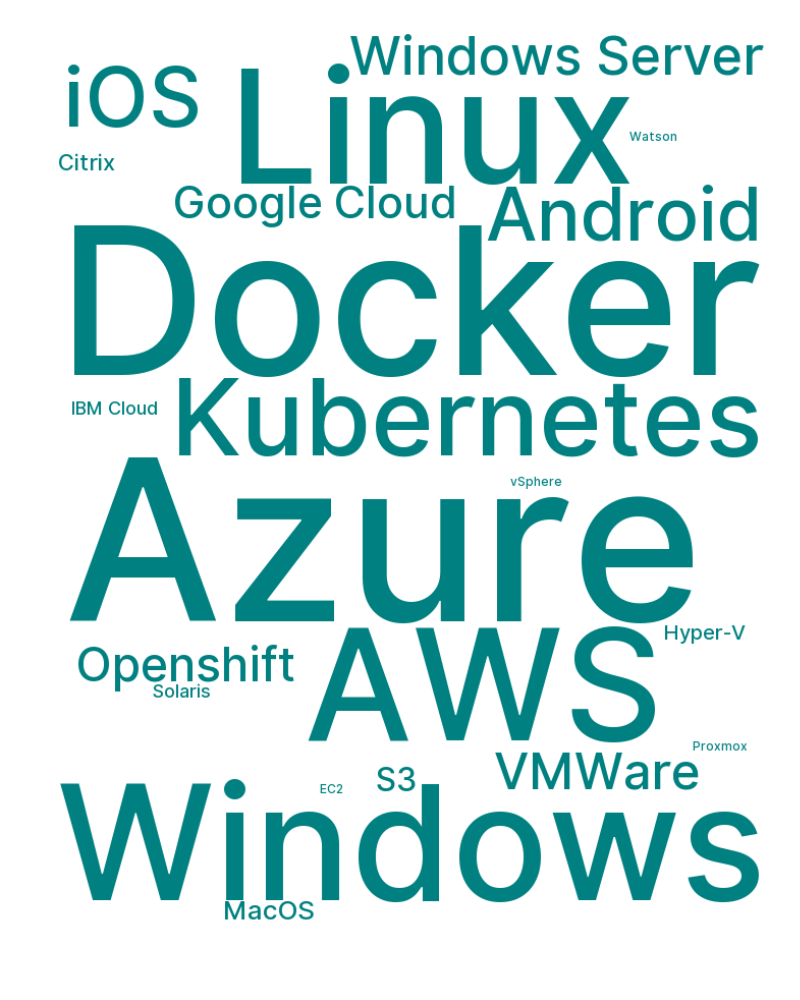 Windows Server
iOS
Linux
Watson
Citrix
Google Cloud
Android
Docker
Kubernetes
IBM Cloud
Azure
vSphere
Hyper-V
Openshift
AWS
Solaris
Proxmox
VMWare
S3
EC2
Windows
MacOS